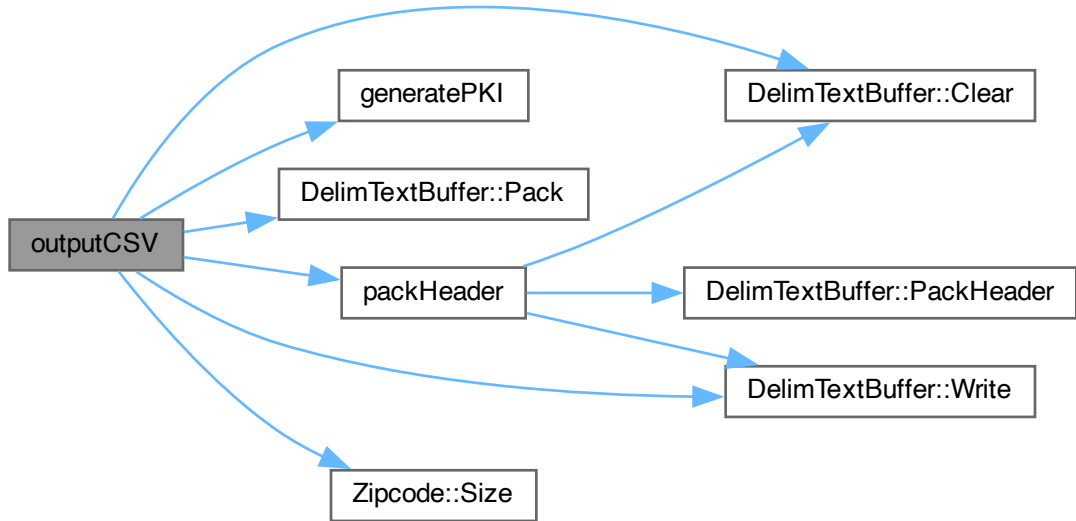 outputCSV
DelimTextBuffer::Clear
generatePKI
DelimTextBuffer::Pack
packHeader
DelimTextBuffer::PackHeader
DelimTextBuffer::Write
Zipcode::Size